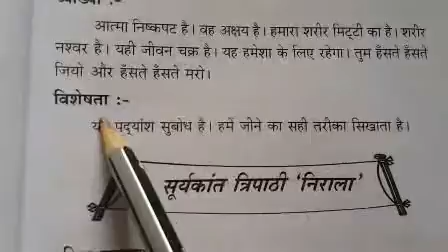 आत्मा निष्कपट है। वह अक्षय है। हमारा शरीर मिट्टी का है। शरीर
नश्वर है। यही जीवन चक्र है। यह हमेशा के लिए रहेगा। तुम हँसते हँसते
जियो और हँसते हँसते मरो।
विशेषता :-
पद्यांश सुबोध है। हमें जीने का सही तरीका सिखाता है।
सूर्यकांत त्रिपाठी 'निराला'